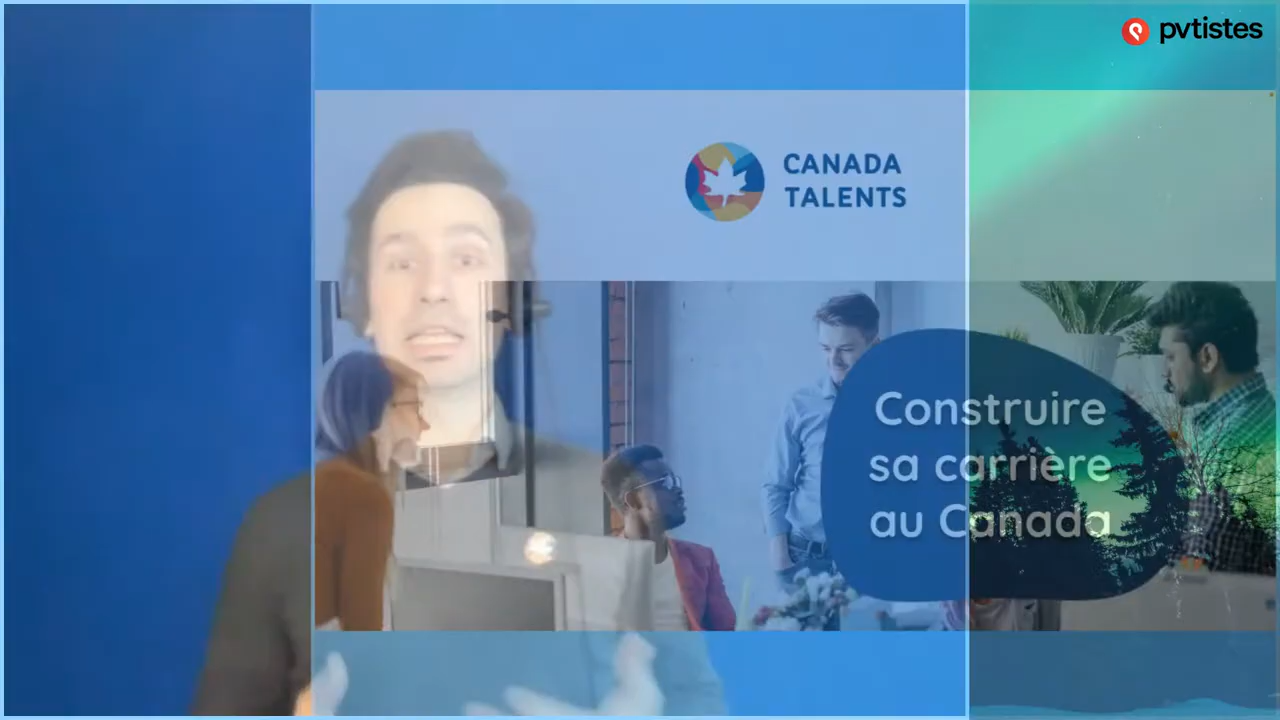 pvtistes
CANADA
TALENTS
Construire
sa carrière
au Canada